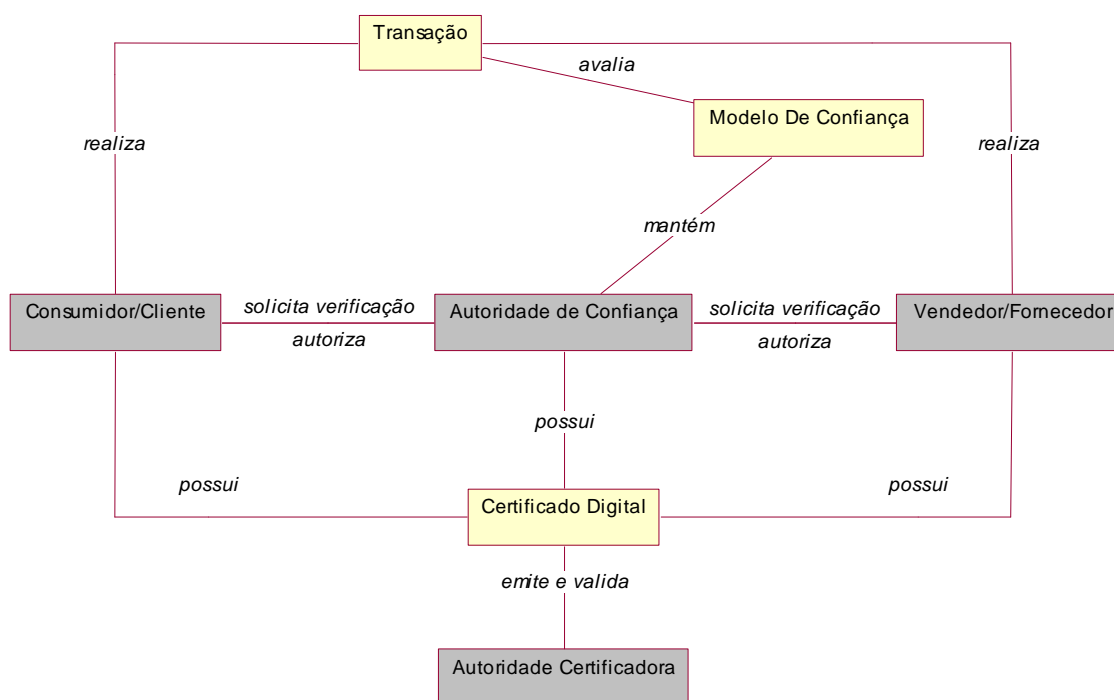 Transação
avalia
Modelo De Confiança
realiza
realiza
mantém
Consumidor/Cliente
solicita verificação
autoriza
Autoridade de Confiança
solicita verificação
autoriza
Vendedor/Fornecedor
possui
possui
possui
Certificado Digital
emite e valida
Autoridade Certificadora